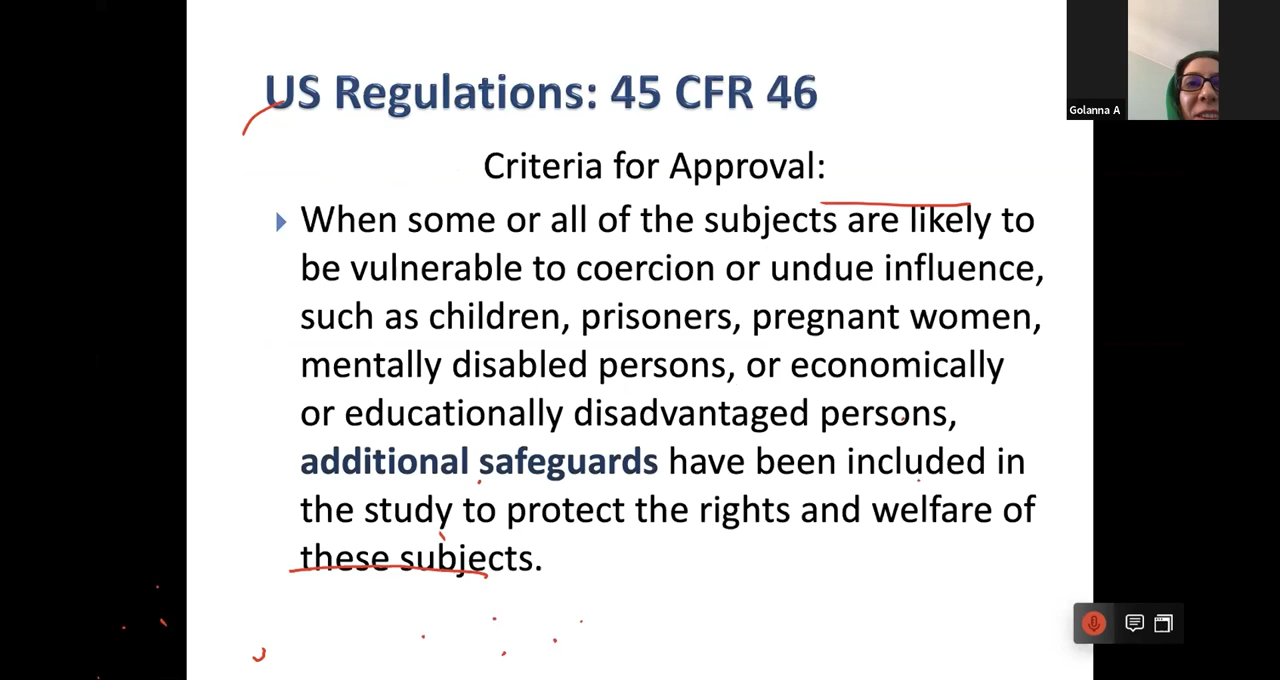 US Regulations: 45 CFR 46
Golanna A
Criteria for Approval:
When some or all of the subjects are likely to
be vulnerable to coercion or undue influence,
such as children, prisoners, pregnant women,
mentally disabled persons, or economically
or educationally disadvantaged persons,
additional safeguards have been included in
the study to protect the rights and welfare of
these subjects.